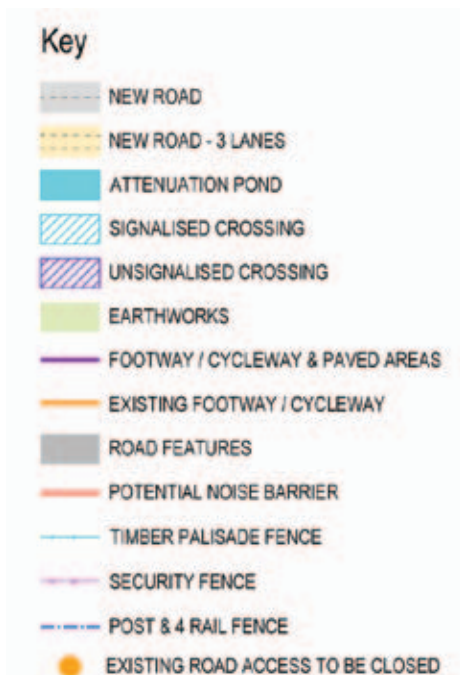 Key
NEW ROAD
NEW ROAD - 3 LANES
ATTENUATION POND
SIGNALISED CROSSING
UNSIGNALISED CROSSING
EARTHWORKS
FOOTWAY / CYCLEWAY & PAVED AREAS
EXISTING FOOTWAY / CYCLEWAY
ROAD FEATURES
POTENTIAL NOISE BARRIER
TIMBER PALISADE FENCE
SECURITY FENCE
POST & 4 RAIL FENCE
EXISTING ROAD ACCESS TO BE CLOSED